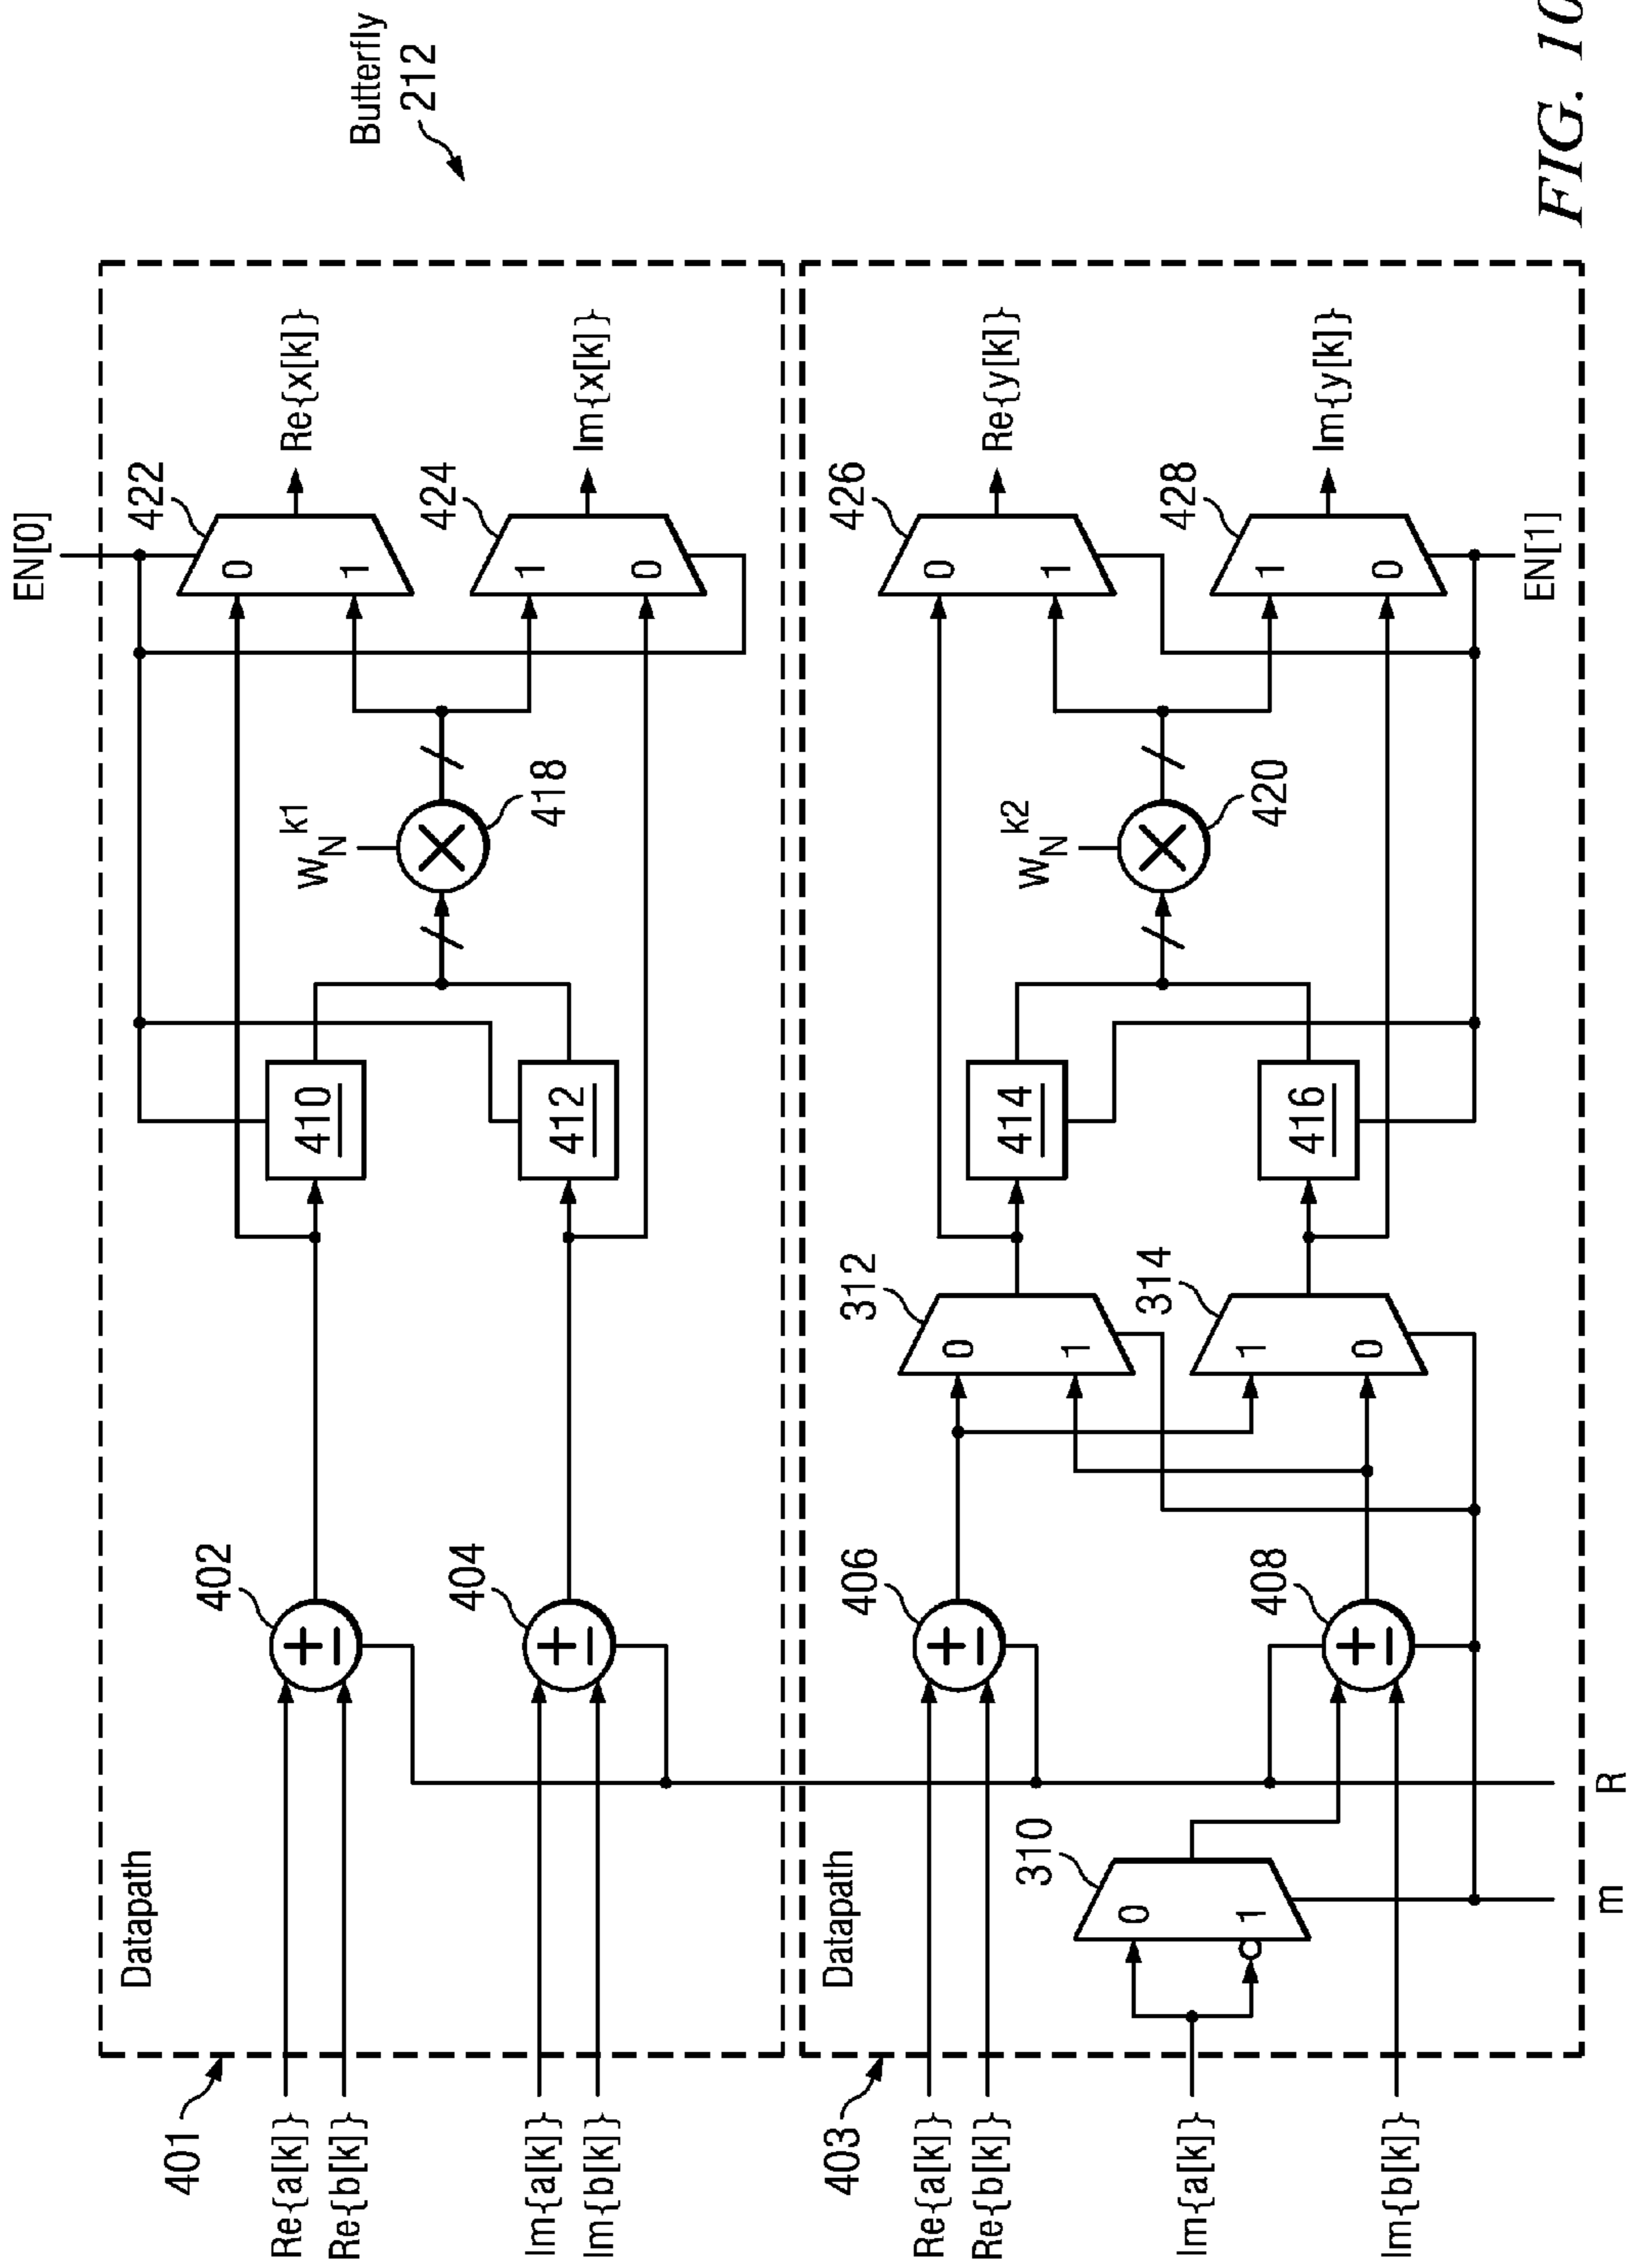 Butterfly
212
EN[0]
Datapath
401
Re{a[k]}
Re{b[k]}
Im{a[k]}
Im{b[k]}
402
404
410
412
W_N^k1
418
422
0
1
Re{x[k]}
424
1
0
Im{x[k]}
Datapath
403
Re{a[k]}
Re{b[k]}
Im{a[k]}
Im{b[k]}
310
0
1
406
408
312
0
1
314
1
0
414
416
W_N^k2
420
426
0
1
Re{y[k]}
428
1
0
Im{y[k]}
m
R
EN[1]
FIG. 10